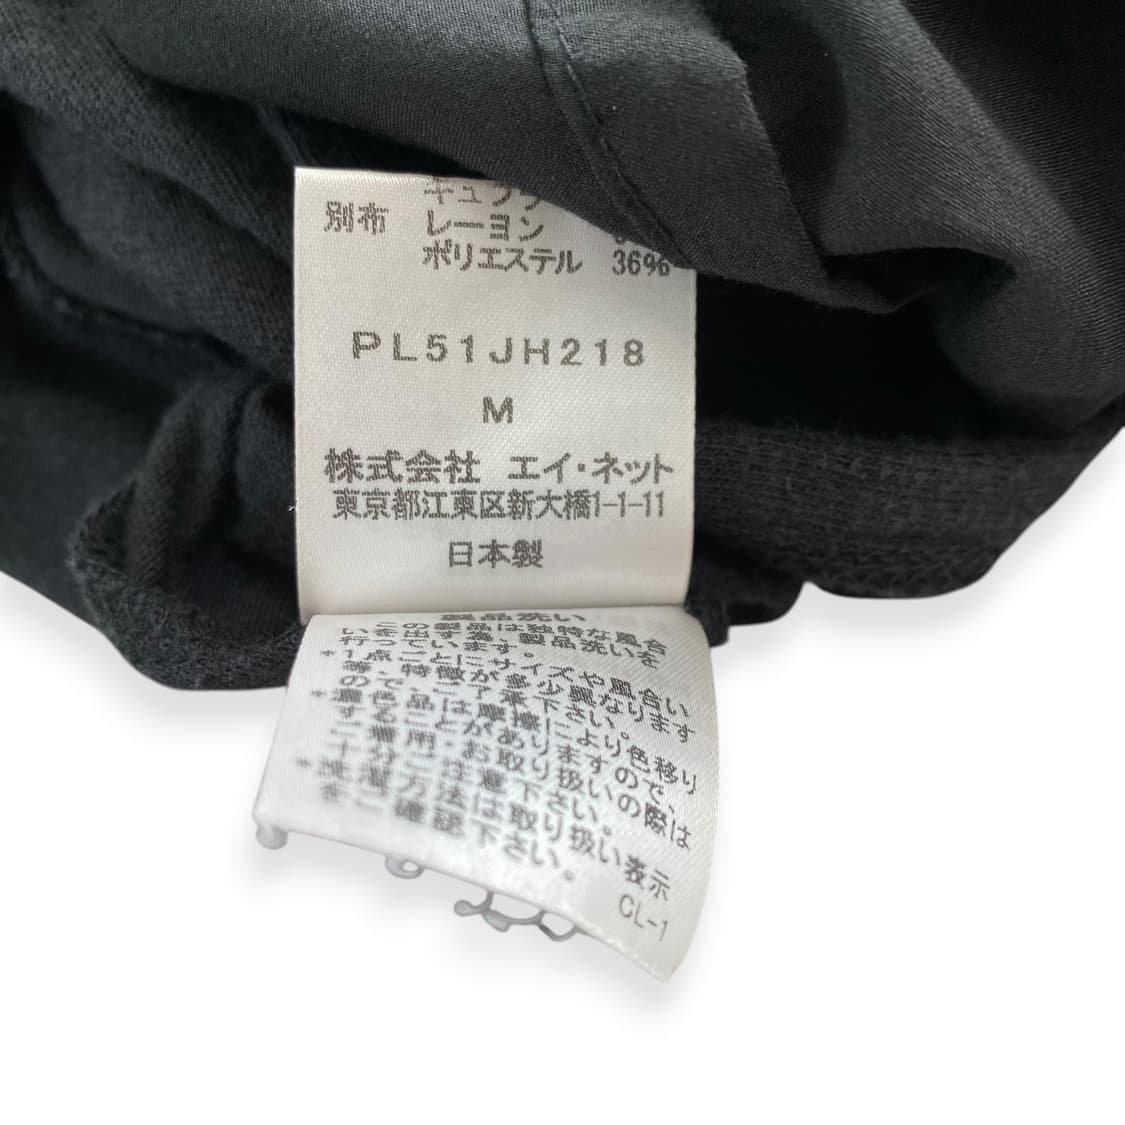 別布 レーヨン
ポリエステル 36%
PL51JH218
M
株式会社 エイ・ネット
東京都江東区新大橋1-1-11
日本製
製品洗い
この製品は独特な風合
いを出す為、製品洗いを
行っています。
*1点ごとにサイズや風合い
等、特徴が多少異なります
ので、ご了承下さい。
*濃色品は摩擦により色移り
することがありますので、
ご着用・お取り扱いの際は
十分ご注意下さい。
*洗濯方法は取り扱い表示
をご確認下さい。
CL-1